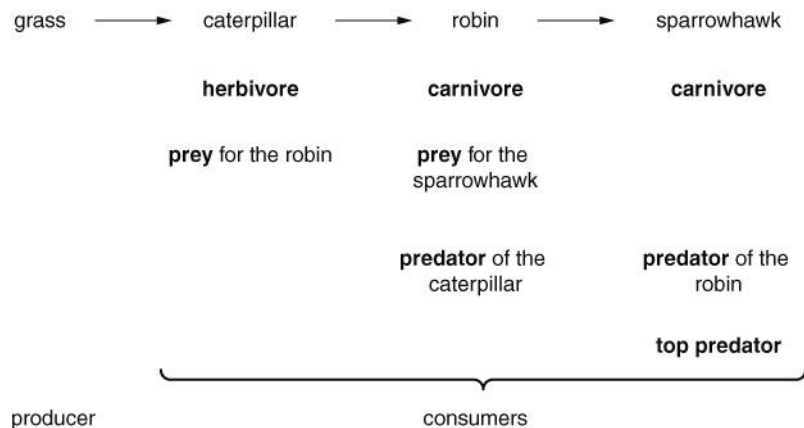 grass caterpillar robin sparrowhawk
herbivore carnivore carnivore
prey for the robin prey for the
sparrowhawk
predator of the predator of the
caterpillar robin
top predator
producer consumers